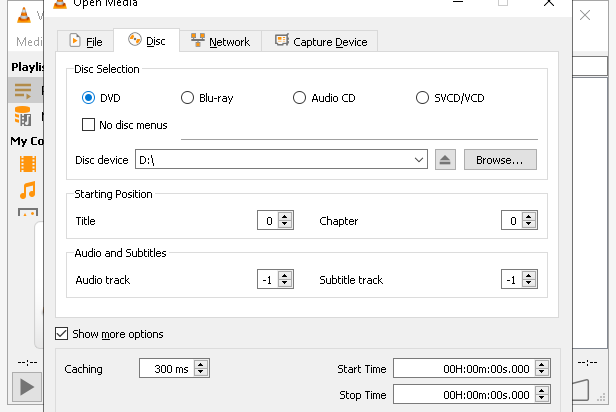 Open Media
File Disc Network Capture Device
Medi
Playlis
Disc Selection
DVD Blu-ray Audio CD SVCD/VCD
No disc menus
My Co
Disc device D:\ Browse...
Starting Position
Title 0 Chapter 0
Audio and Subtitles
Audio track -1 Subtitle track -1
Show more options
--:-- --:--
Caching 300 ms Start Time 00H:00m:00s.000
Stop Time 00H:00m:00s.000